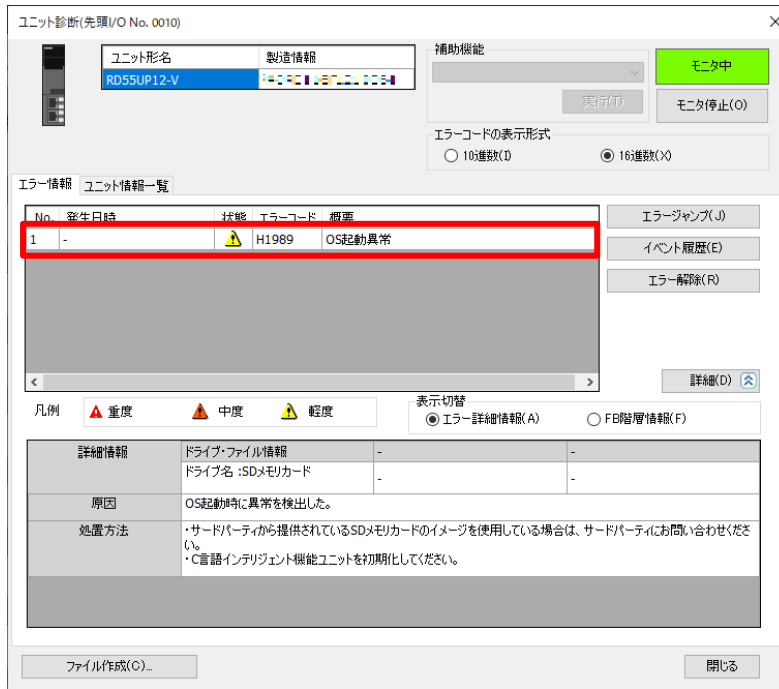 ユニット診断(先頭I/O No. 0010)
ユニット形名 製造情報
RD55UP12-V
補助機能
実行(T)
モニタ中
モニタ停止(O)
エラーコードの表示形式
10進数(I) 16進数(X)
エラー情報 ユニット情報一覧
No. 発生日時 状態 エラーコード 概要
1 - H1989 OS起動異常
エラージャンプ(J)
イベント履歴(E)
エラー解除(R)
詳細(D)
凡例 重度 中度 軽度
表示切替
エラー詳細情報(A) FB階層情報(F)
詳細情報 ドライブ・ファイル情報 - -
ドライブ名 :SDメモリカード - -
原因 OS起動時に異常を検出した。
処置方法 ・サードパーティから提供されているSDメモリカードのイメージを使用している場合は、サードパーティにお問い合わせくださ
い。
・C言語インテリジェント機能ユニットを初期化してください。
ファイル作成(C)... 閉じる